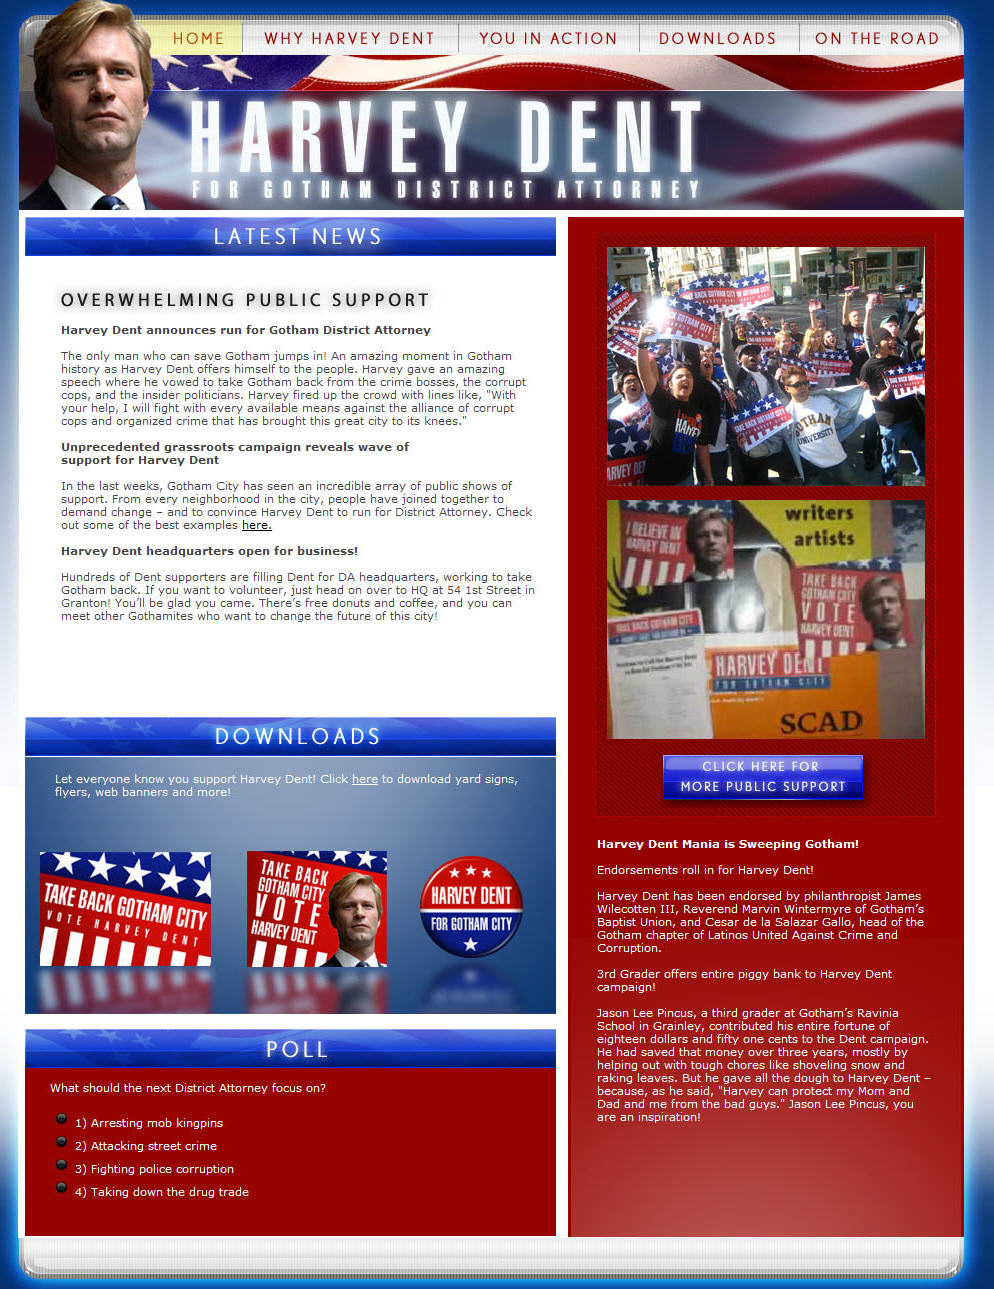 HOME
WHY HARVEY DENT
YOU IN ACTION
DOWNLOADS
ON THE ROAD
HARVEY DENT
FOR GOTHAM DISTRICT ATTORNEY
LATEST NEWS
OVERWHELMING PUBLIC SUPPORT
Harvey Dent announces run for Gotham District Attorney
The only man who can save Gotham jumps in! An amazing moment in Gotham
history as Harvey Dent offers himself to the people. Harvey gave an amazing
speech where he vowed to take Gotham back from the crime bosses, the corrupt
cops, and the insider politicians. Harvey fired up the crowd with lines like, "With
your help, I will fight with every available means against the alliance of corrupt
cops and organized crime that has brought this great city to its knees."
Unprecedented grassroots campaign reveals wave of
support for Harvey Dent
In the last weeks, Gotham City has seen an incredible array of public shows of
support. From every neighborhood in the city, people have joined together to
demand change – and to convince Harvey Dent to run for District Attorney. Check
out some of the best examples here.
Harvey Dent headquarters open for business!
Hundreds of Dent supporters are filling Dent for DA headquarters, working to take
Gotham back. If you want to volunteer, just head on over to HQ at 54 1st Street in
Granton! You’ll be glad you came. There’s free donuts and coffee, and you can
meet other Gothamites who want to change the future of this city!
DOWNLOADS
Let everyone know you support Harvey Dent! Click here to download yard signs,
flyers, web banners and more!
TAKE BACK GOTHAM CITY
VOTE HARVEY DENT
TAKE BACK
GOTHAM CITY
VOTE
HARVEY DENT
HARVEY DENT
FOR GOTHAM CITY
POLL
What should the next District Attorney focus on?
1) Arresting mob kingpins
2) Attacking street crime
3) Fighting police corruption
4) Taking down the drug trade
TAKE BACK GOTHAM CITY
TAKE BACK GOTHAM CITY
TAKE BACK GOTHAM CITY
GOTHAM
UNIVERSITY
HARVEY DENT
I BELIEVE IN
HARVEY DENT
writers
artists
TAKE BACK
GOTHAM CITY
VOTE
HARVEY DENT
TAKE BACK GOTHAM CITY
HARVEY DENT
FOR GOTHAM CITY
SCAD
CLICK HERE FOR
MORE PUBLIC SUPPORT
Harvey Dent Mania is Sweeping Gotham!
Endorsements roll in for Harvey Dent!
Harvey Dent has been endorsed by philanthropist James
Wilecotten III, Reverend Marvin Wintermyre of Gotham’s
Baptist Union, and Cesar de la Salazar Gallo, head of the
Gotham chapter of Latinos United Against Crime and
Corruption.
3rd Grader offers entire piggy bank to Harvey Dent
campaign!
Jason Lee Pincus, a third grader at Gotham’s Ravinia
School in Grainley, contributed his entire fortune of
eighteen dollars and fifty one cents to the Dent campaign.
He had saved that money over three years, mostly by
helping out with tough chores like shoveling snow and
raking leaves. But he gave all the dough to Harvey Dent –
because, as he said, "Harvey can protect my Mom and
Dad and me from the bad guys." Jason Lee Pincus, you
are an inspiration!